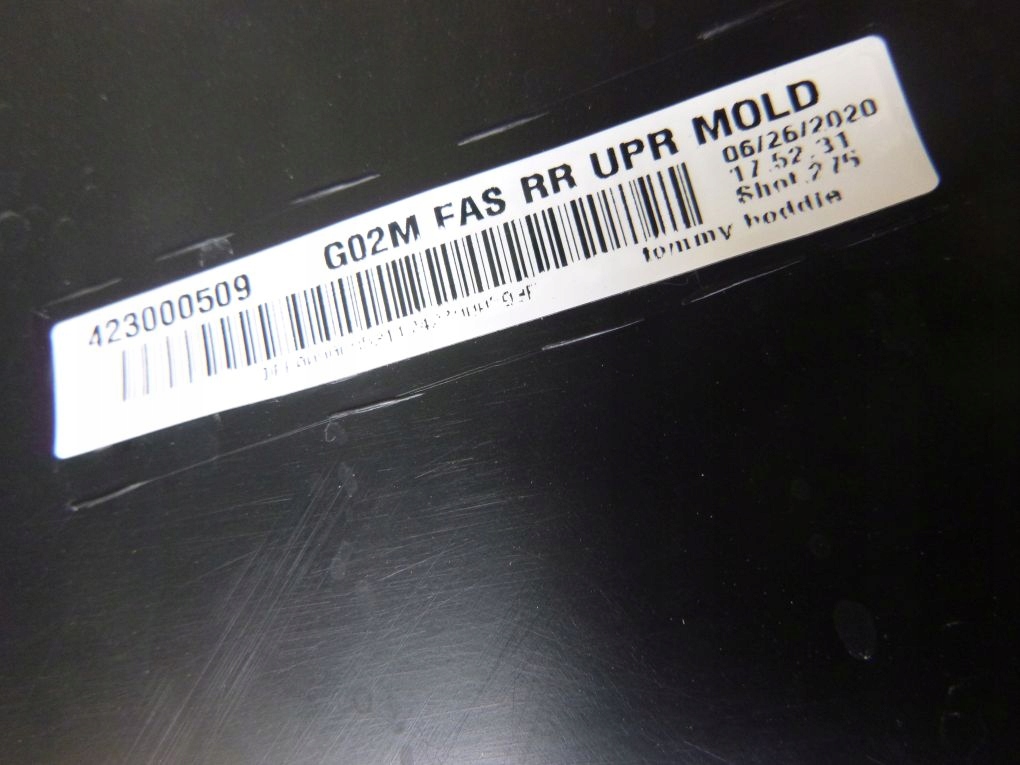 423000509
G02M FAS RR UPR MOLD
06/26/2020
17:52:31
Shot:275
tommy boddie